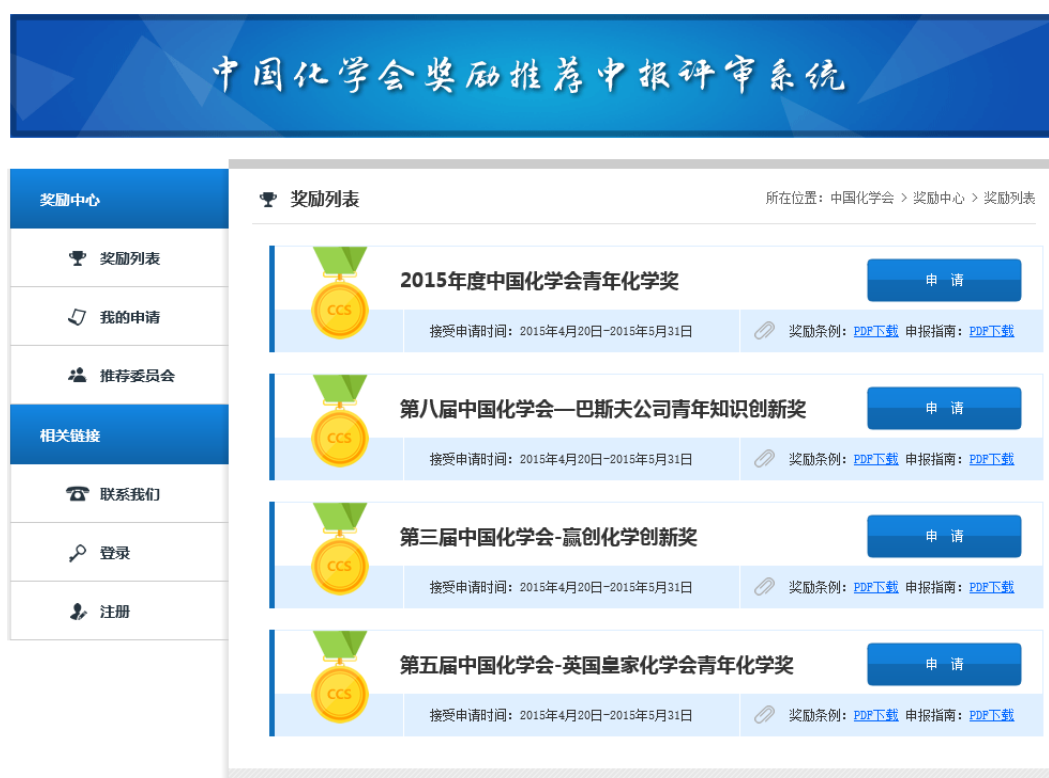 中国化学会奖励推荐申报评审系统
奖励中心
奖励列表
我的申请
推荐委员会
相关链接
联系我们
登录
注册
奖励列表
所在位置：中国化学会 > 奖励中心 > 奖励列表
CCS
2015年度中国化学会青年化学奖
申 请
接受申请时间：2015年4月20日-2015年5月31日
奖励条例：PDF下载 申报指南：PDF下载
CCS
第八届中国化学会—巴斯夫公司青年知识创新奖
申 请
接受申请时间：2015年4月20日-2015年5月31日
奖励条例：PDF下载 申报指南：PDF下载
CCS
第三届中国化学会-赢创化学创新奖
申 请
接受申请时间：2015年4月20日-2015年5月31日
奖励条例：PDF下载 申报指南：PDF下载
CCS
第五届中国化学会-英国皇家化学会青年化学奖
申 请
接受申请时间：2015年4月20日-2015年5月31日
奖励条例：PDF下载 申报指南：PDF下载